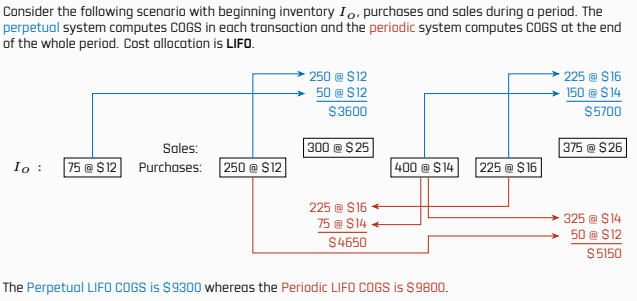 Consider the following scenario with beginning inventory I_O, purchases and sales during a period. The
perpetual system computes COGS in each transaction and the periodic system computes COGS at the end
of the whole period. Cost allocation is LIFO.
250 @ $12
50 @ $12
$3600
225 @ $16
150 @ $14
$5700
Sales:
300 @ $25
375 @ $26
I_O :
75 @ $12
Purchases:
250 @ $12
400 @ $14
225 @ $16
225 @ $16
75 @ $14
$4650
325 @ $14
50 @ $12
$5150
The Perpetual LIFO COGS is $9300 whereas the Periodic LIFO COGS is $9800.